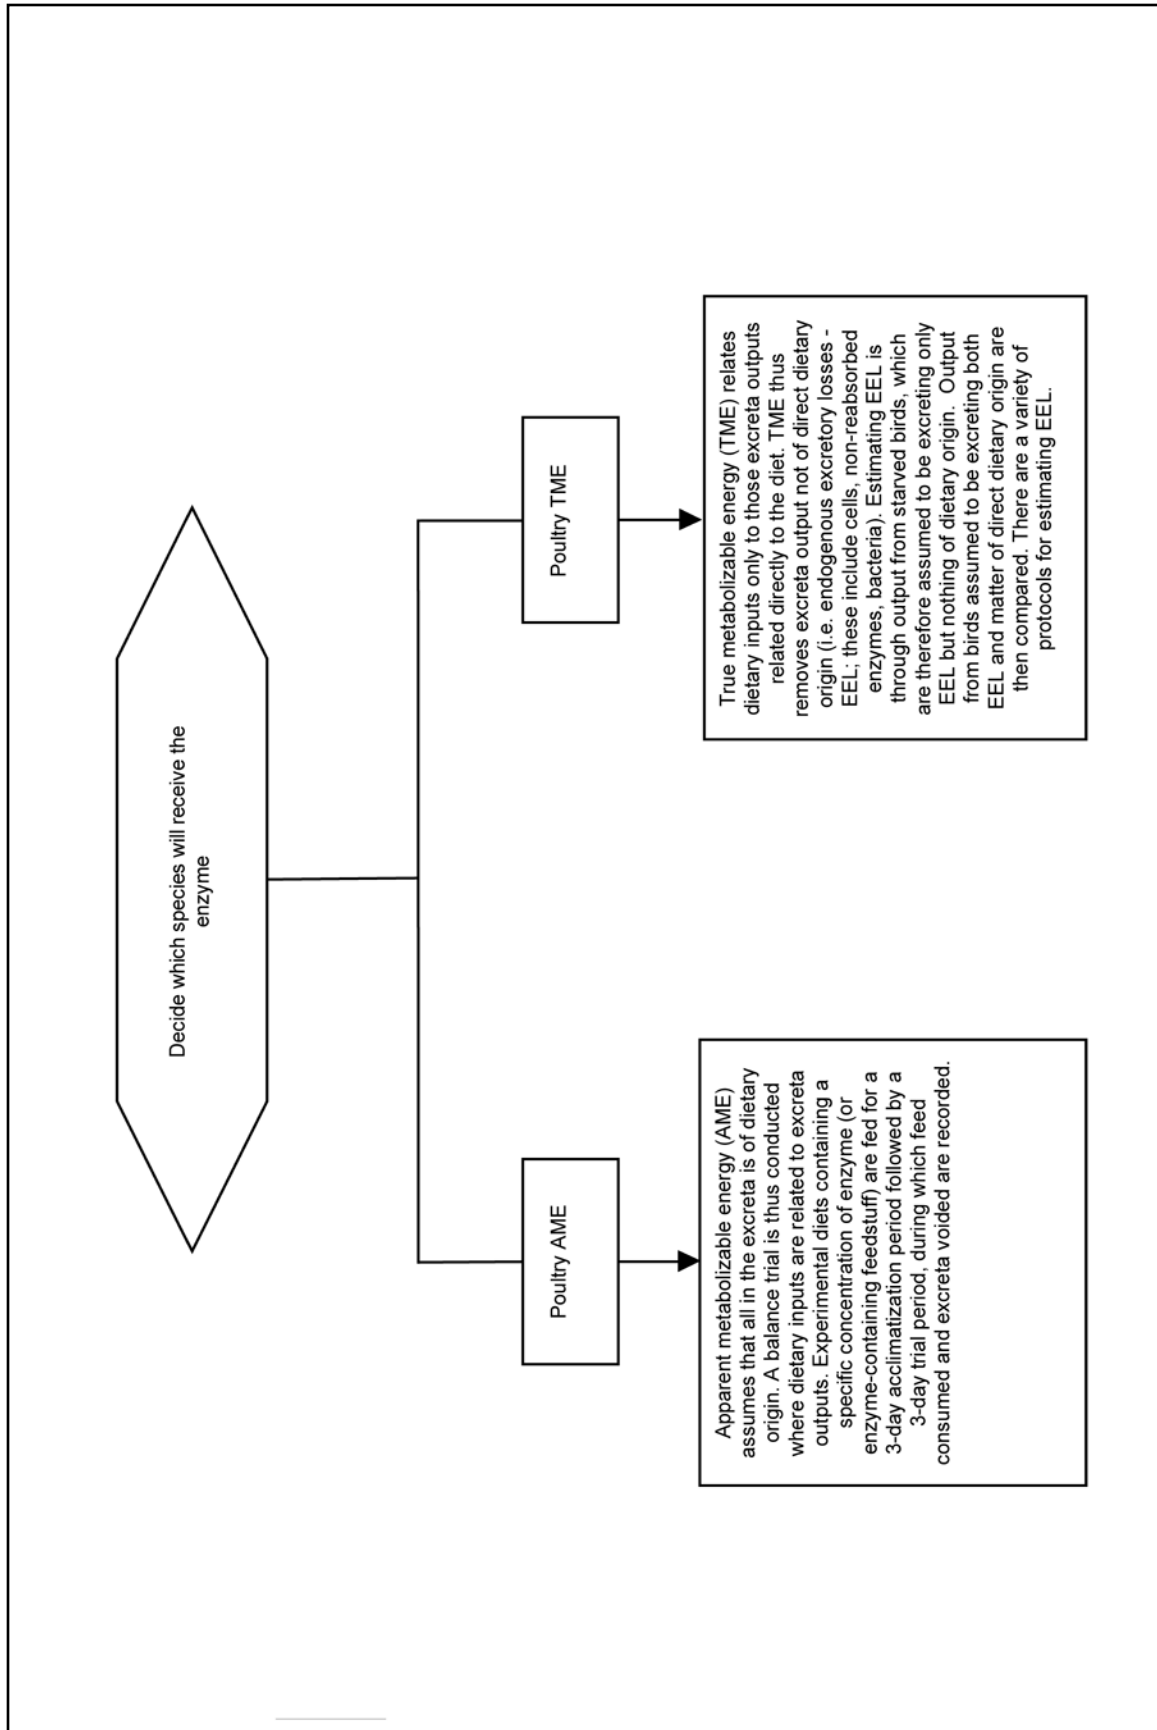 Decide which species will receive the
enzyme
Poultry AME
Poultry TME
Apparent metabolizable energy (AME)
assumes that all in the excreta is of dietary
origin. A balance trial is thus conducted
where dietary inputs are related to excreta
outputs. Experimental diets containing a
specific concentration of enzyme (or
enzyme-containing feedstuff) are fed for a
3-day acclimatization period followed by a
3-day trial period, during which feed
consumed and excreta voided are recorded.
True metabolizable energy (TME) relates
dietary inputs only to those excreta outputs
related directly to the diet. TME thus
removes excreta output not of direct dietary
origin (i.e. endogenous excretory losses -
EEL; these include cells, non-reabsorbed
enzymes, bacteria). Estimating EEL is
through output from starved birds, which
are therefore assumed to be excreting only
EEL but nothing of dietary origin.  Output
from birds assumed to be excreting both
EEL and matter of direct dietary origin are
then compared. There are a variety of
protocols for estimating EEL.